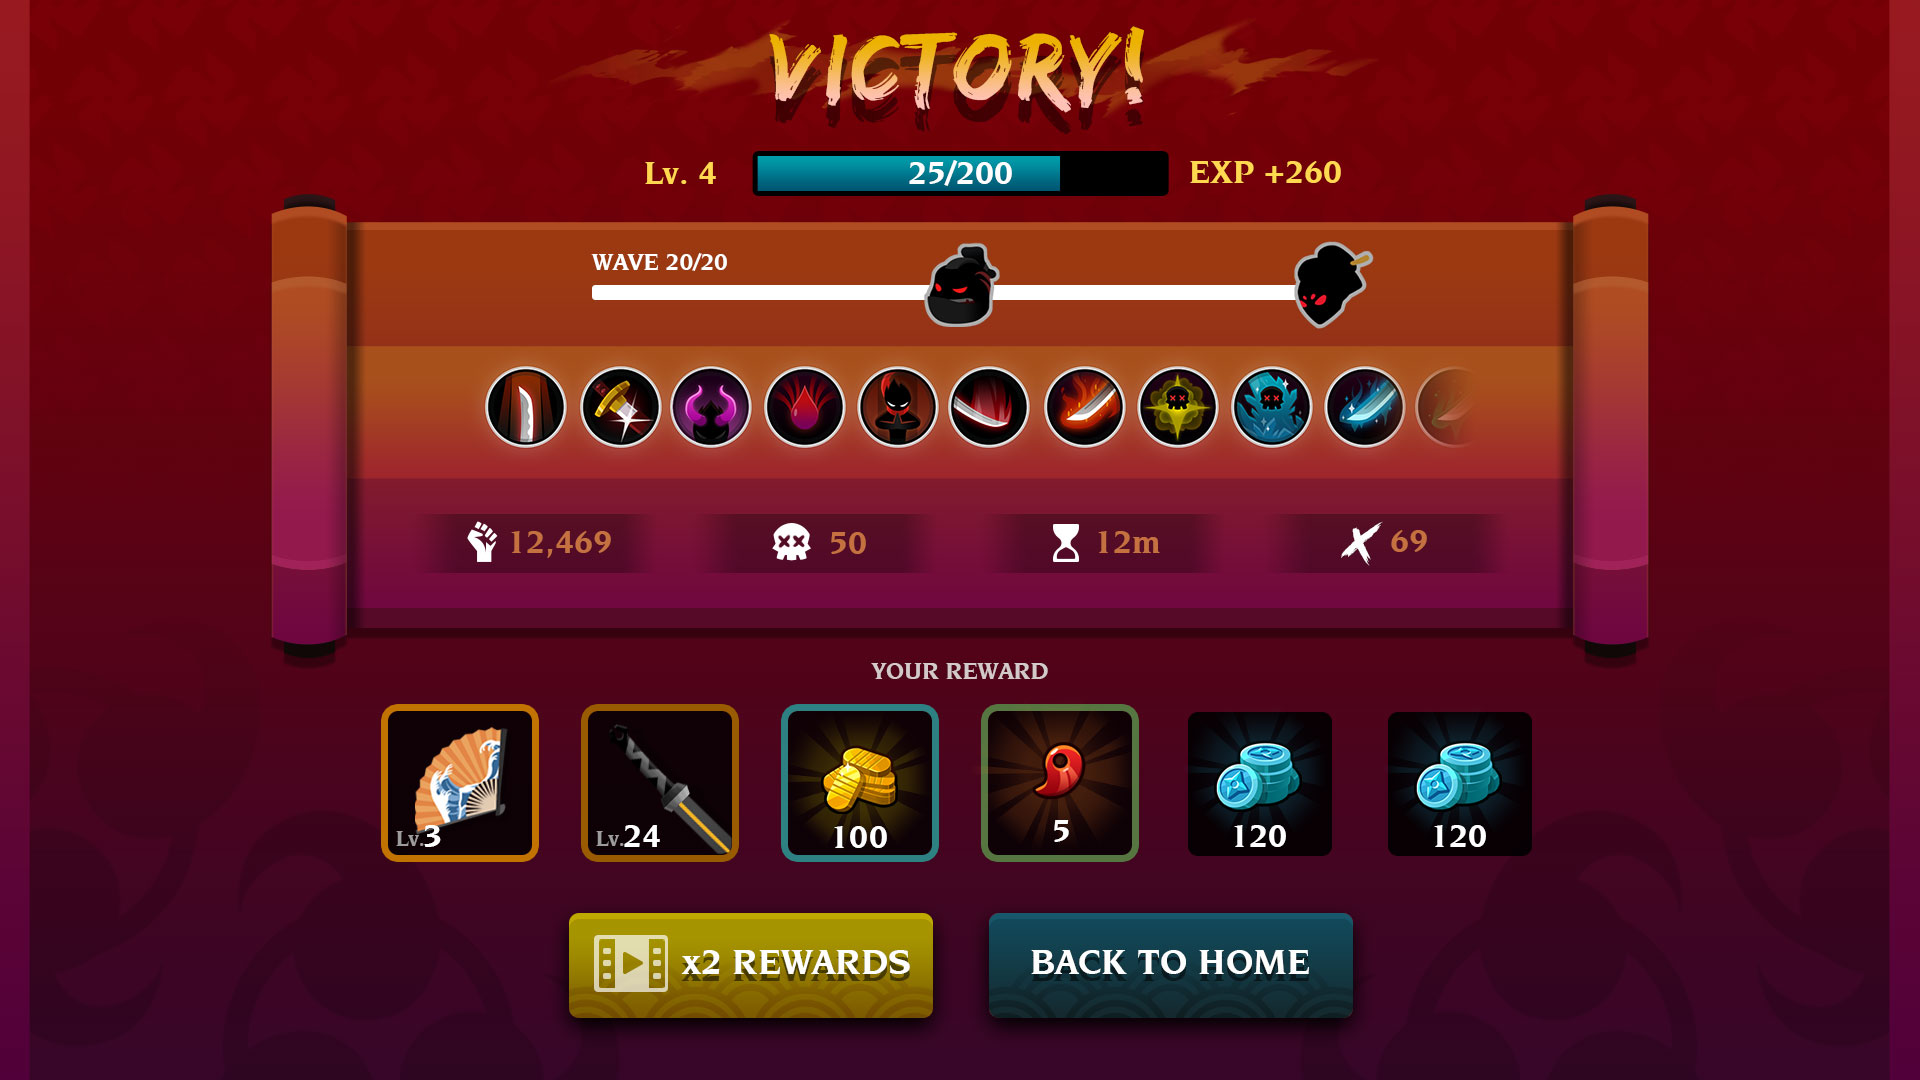 VICTORY!
Lv. 4
25/200
EXP +260
WAVE 20/20
12,469
50
12m
69
YOUR REWARD
Lv.3
Lv.24
100
5
120
120
x2 REWARDS
BACK TO HOME